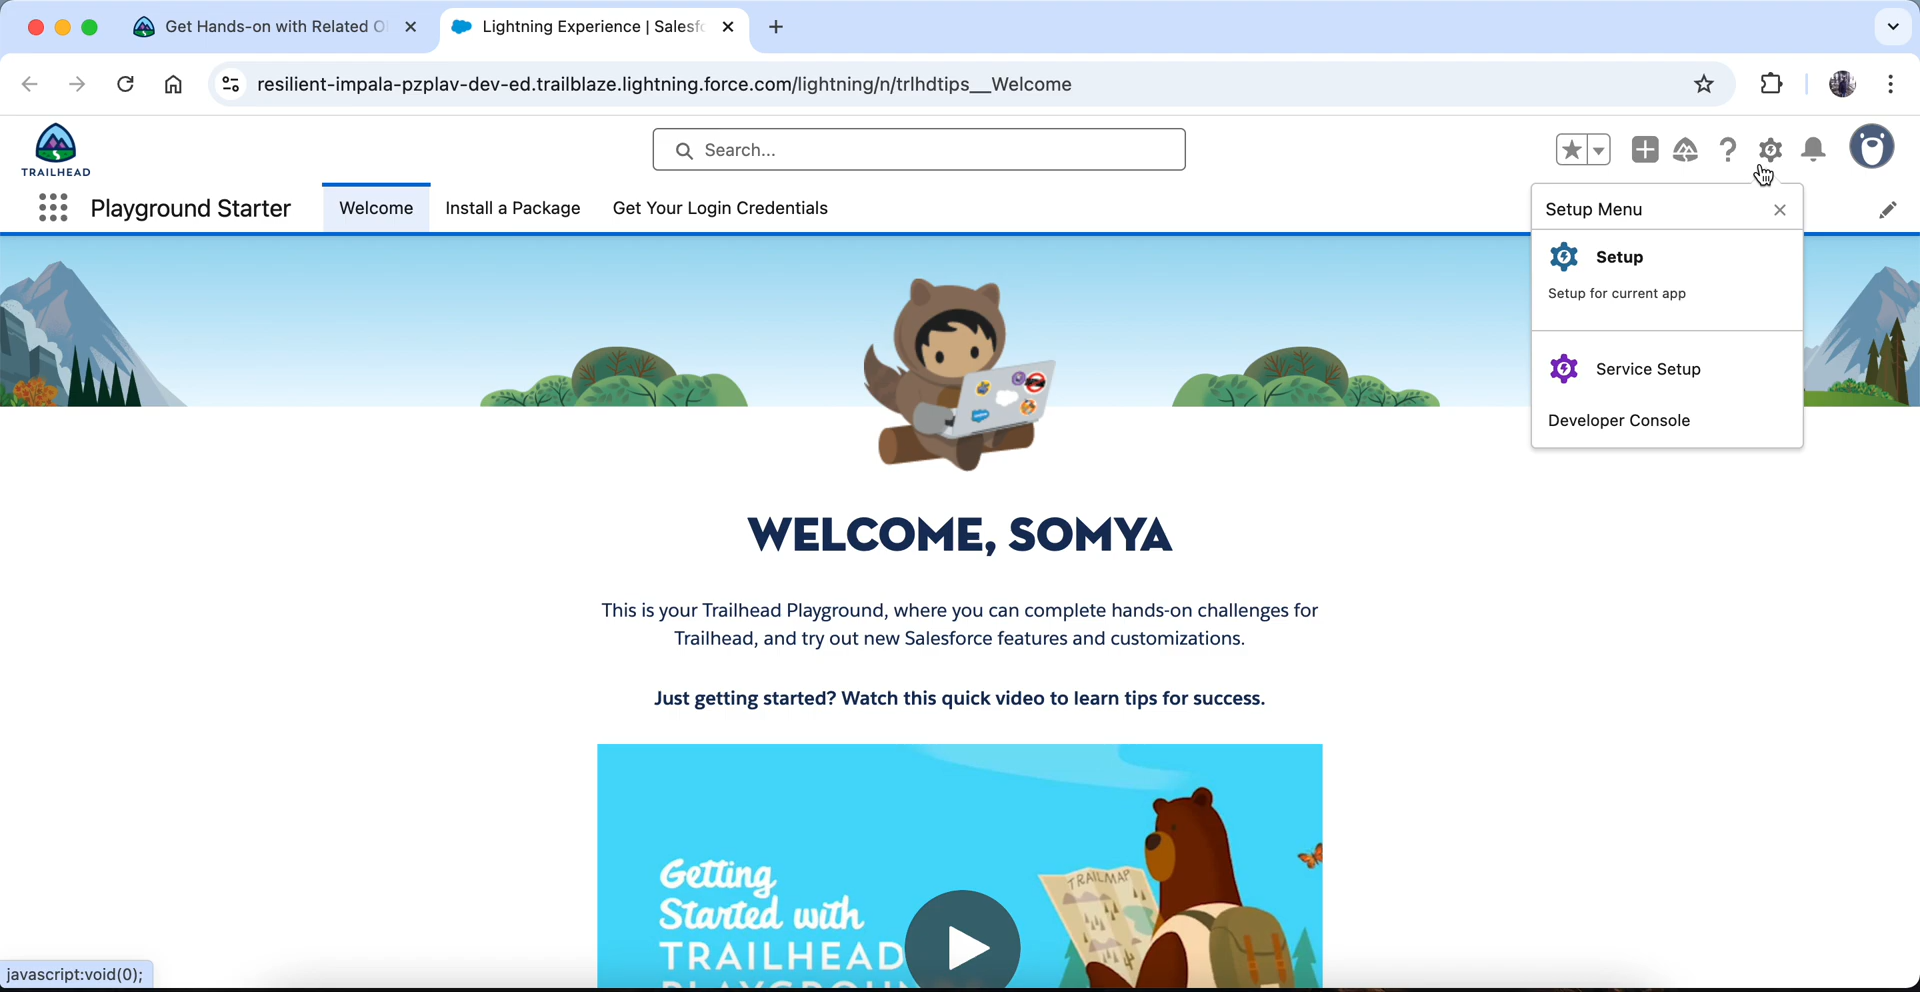 Get Hands-on with Related O
Lightning Experience | Salesfo
resilient-impala-pzplav-dev-ed.trailblaze.lightning.force.com/lightning/n/trlhdtips__Welcome
TRAILHEAD
Search...
Playground Starter
Welcome
Install a Package
Get Your Login Credentials
Setup Menu
Setup
Setup for current app
Service Setup
Developer Console
WELCOME, SOMYA
This is your Trailhead Playground, where you can complete hands-on challenges for
Trailhead, and try out new Salesforce features and customizations.
Just getting started? Watch this quick video to learn tips for success.
Getting
Started with
TRAILHEAD
PLAYGROUND
TRAILMAP
javascript:void(0);